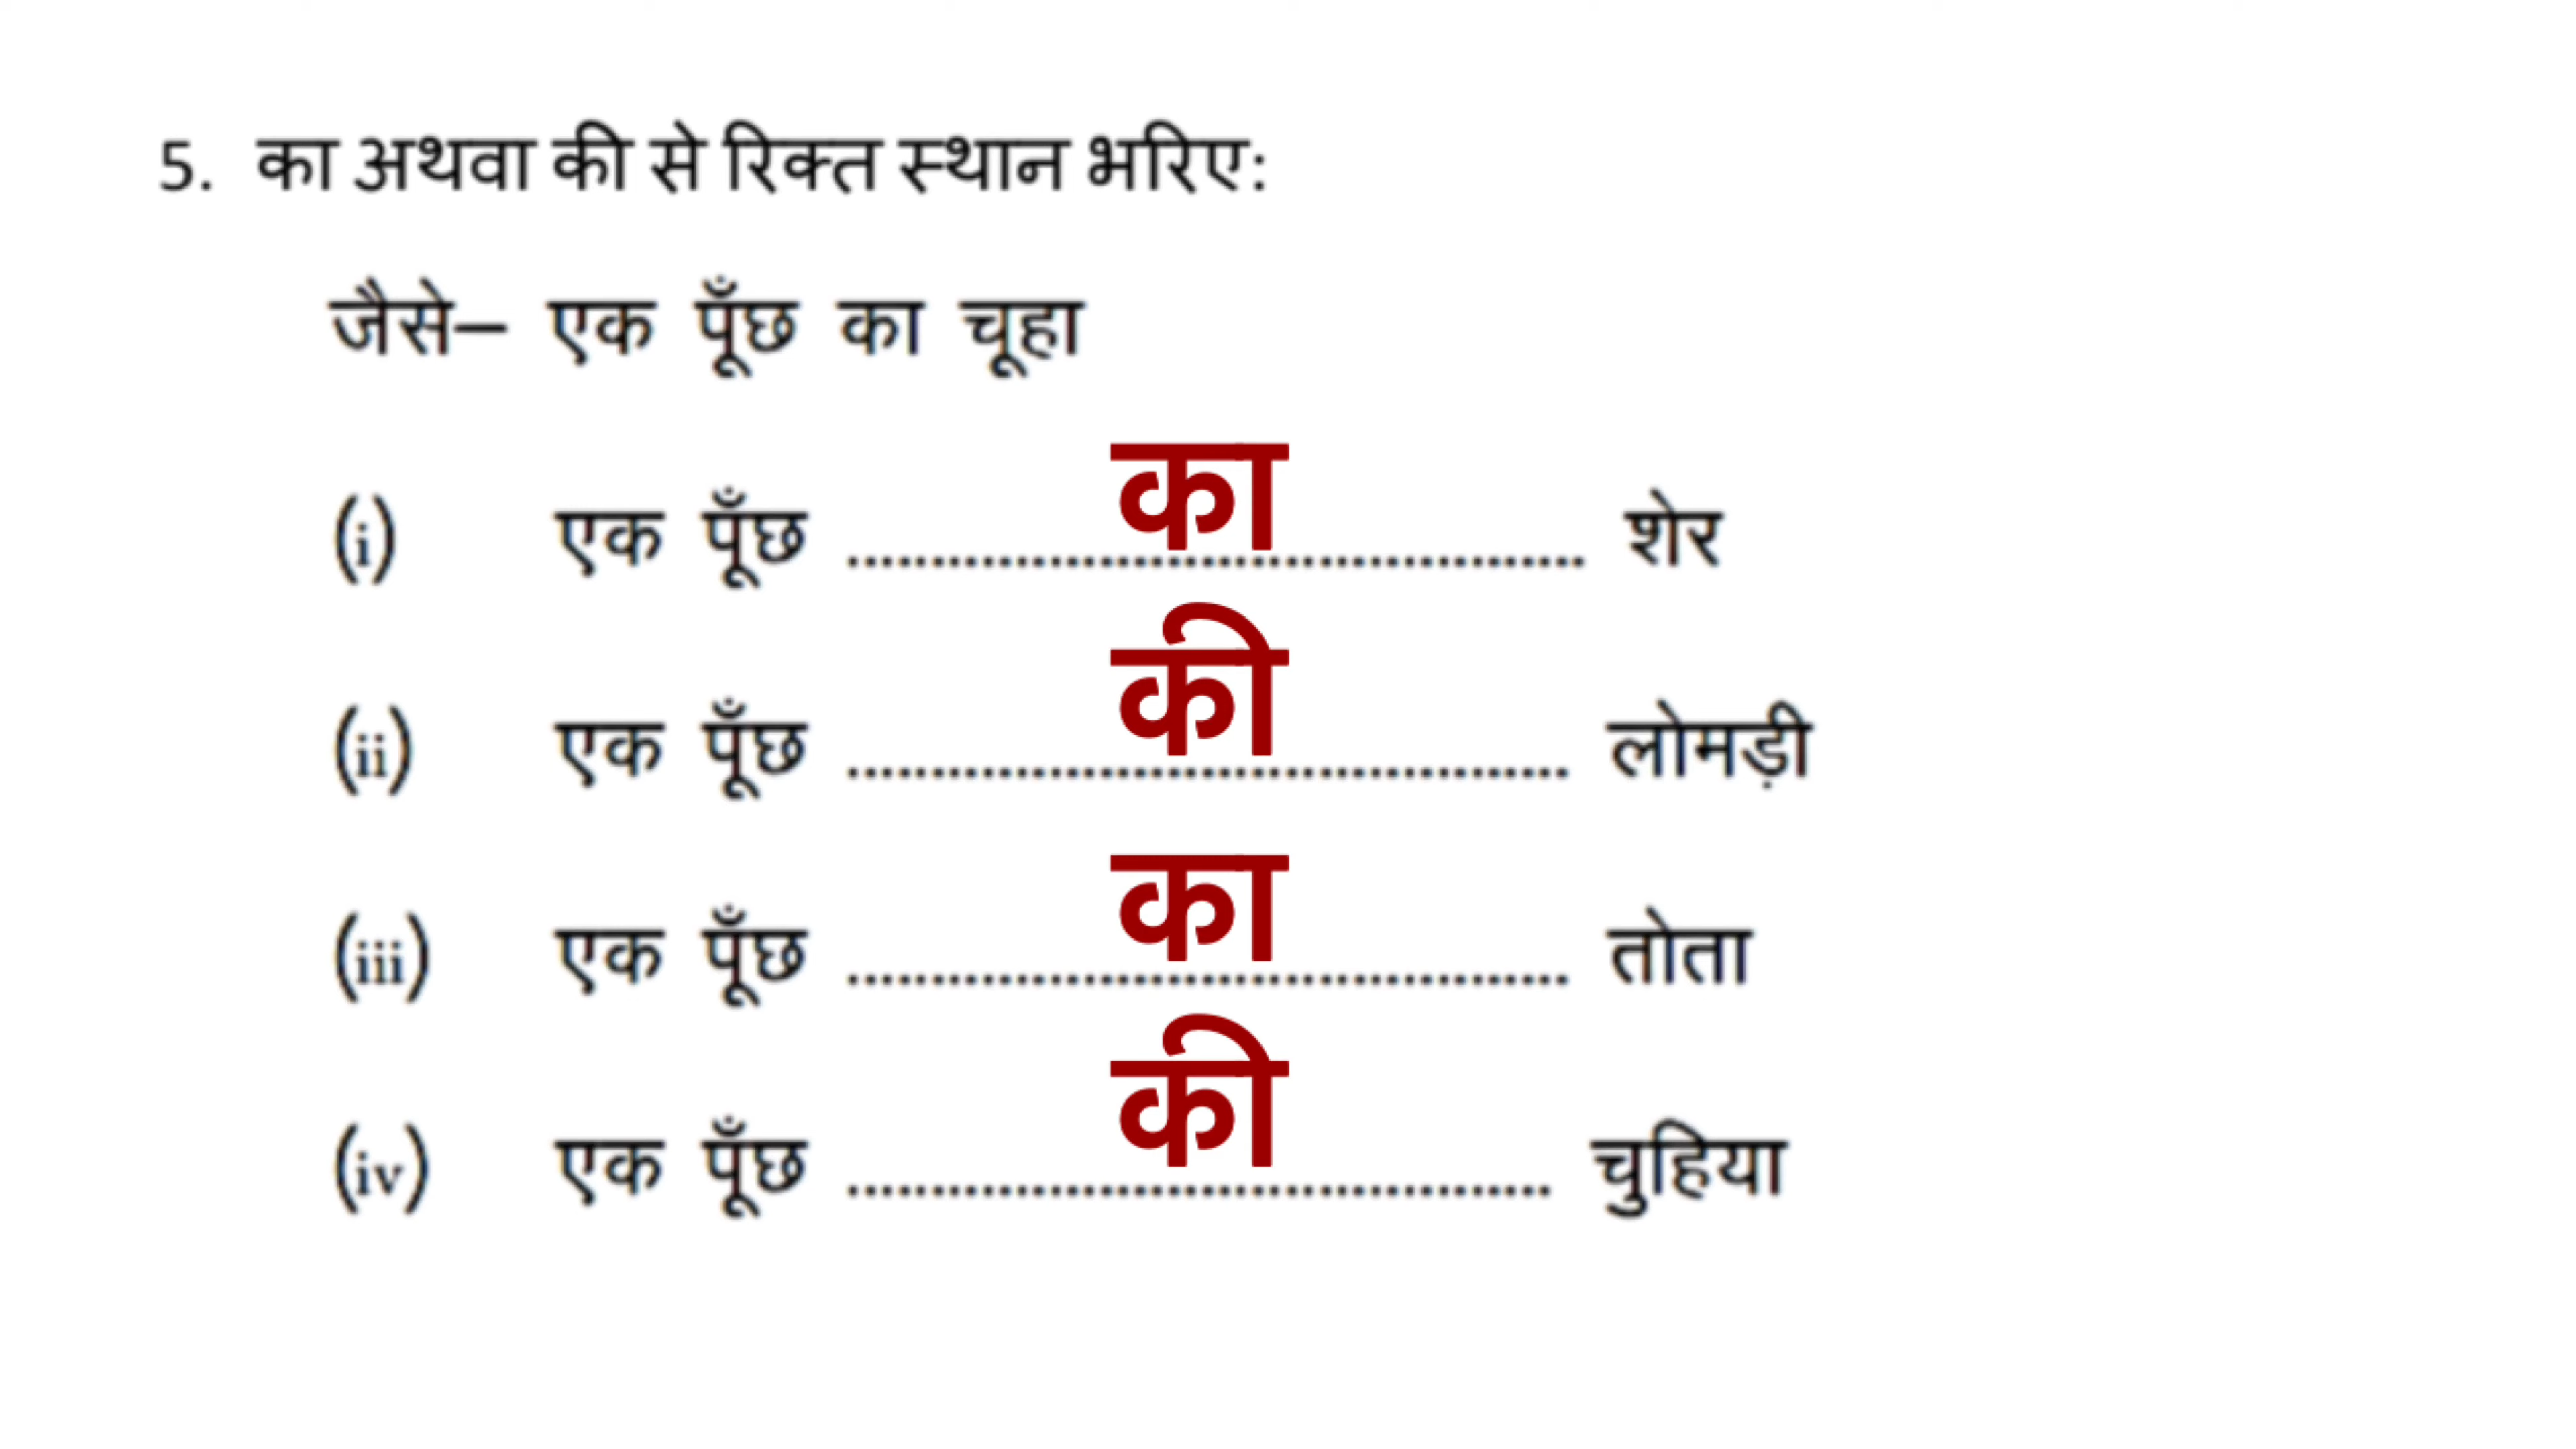 5. का अथवा की से रिक्त स्थान भरिए:
जैसे– एक पूँछ का चूहा
(i) एक पूँछ ........का........ शेर
(ii) एक पूँछ ........की........ लोमड़ी
(iii) एक पूँछ ........का........ तोता
(iv) एक पूँछ ........की........ चुहिया